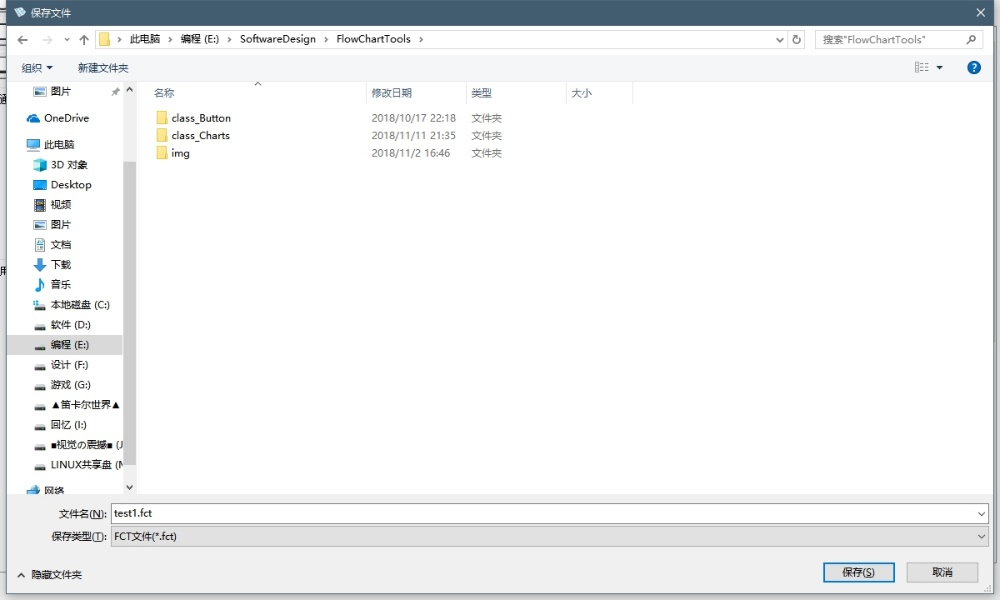 保存文件
此电脑 > 编程 (E:) > SoftwareDesign > FlowChartTools >
搜索"FlowChartTools"
组织
新建文件夹
?
图片
OneDrive
此电脑
3D 对象
Desktop
视频
图片
文档
下载
音乐
本地磁盘 (C:)
软件 (D:)
编程 (E:)
设计 (F:)
游戏 (G:)
▲笛卡尔世界▲
回忆 (I:)
■视觉の震撼■ (J
LINUX共享盘 (
网络
名称 修改日期 类型 大小
class_Button 2018/10/17 22:18 文件夹
class_Charts 2018/11/11 21:35 文件夹
img 2018/11/2 16:46 文件夹
文件名(N): test1.fct
保存类型(T): FCT文件(*.fct)
隐藏文件夹
保存(S)
取消